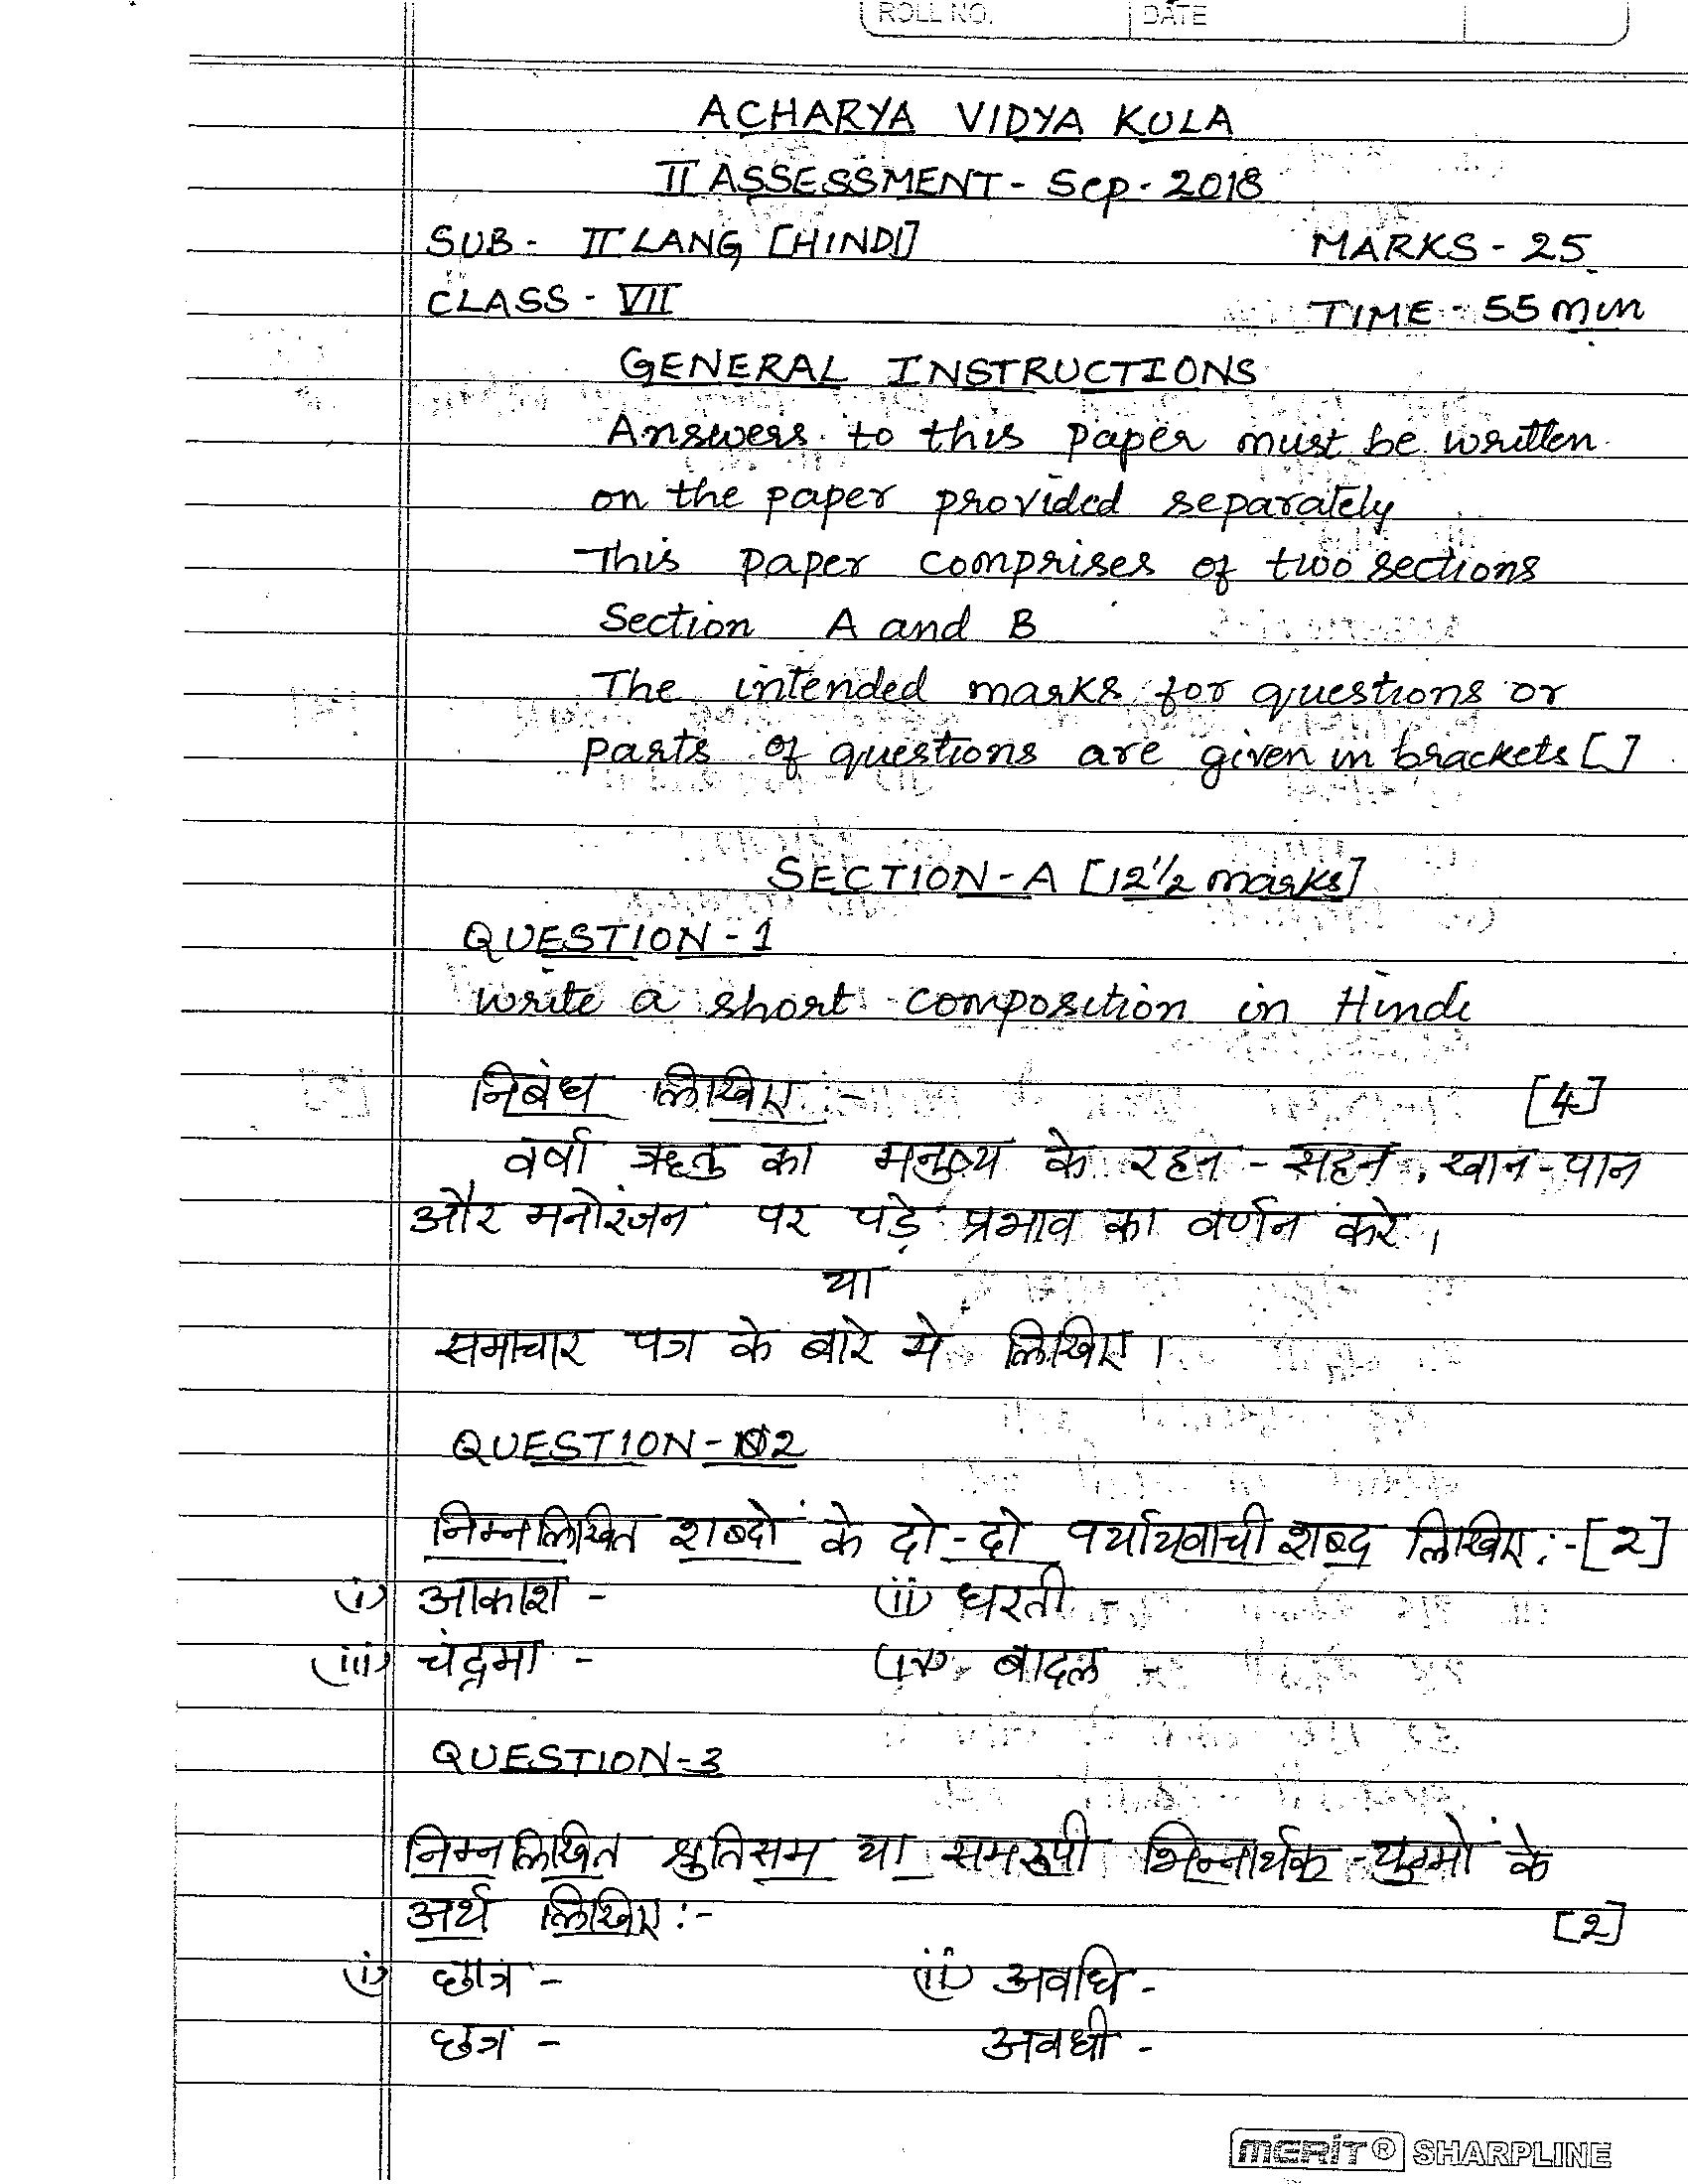 ROLL NO. DATE
ACHARYA VIDYA KULA
II ASSESSMENT - Sep - 2018
SUB - II LANG [HINDI] MARKS - 25
CLASS - VII TIME - 55 min
GENERAL INSTRUCTIONS
Answers to this paper must be written
on the paper provided separately
This paper comprises of two sections
Section A and B
The intended marks for questions or
parts of questions are given in brackets []
SECTION - A [12½ marks]
QUESTION - 1
write a short composition in Hindi
निबंध लिखिए :- [4]
वर्षा ऋतु का मनुष्य के रहन - सहन, खान - पान
और मनोरंजन पर पड़े प्रभाव का वर्णन करे ।
या
समाचार पत्र के बारे मे लिखिए ।
QUESTION - 2
निम्नलिखित शब्दों के दो - दो पर्यायवाची शब्द लिखिए :- [2]
(i) आकाश - (ii) धरती -
(iii) चंद्रमा - (iv) बादल -
QUESTION - 3
निम्नलिखित श्रुतिसम या समरूपी भिन्नार्थक - युग्मों के
अर्थ लिखिए :- [2]
(i) छात्र - (ii) अवधि -
छत्र - अवधी -
MERIT ® SHARPLINE